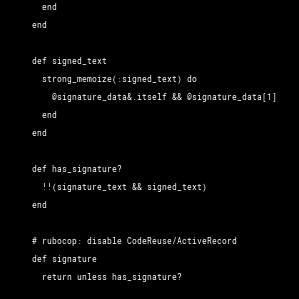 end
end
def signed_text
strong_memoize(:signed_text) do
@signature_data&.itself && @signature_data[1]
end
end
def has_signature?
!!(signature_text && signed_text)
end
# rubocop: disable CodeReuse/ActiveRecord
def signature
return unless has_signature?